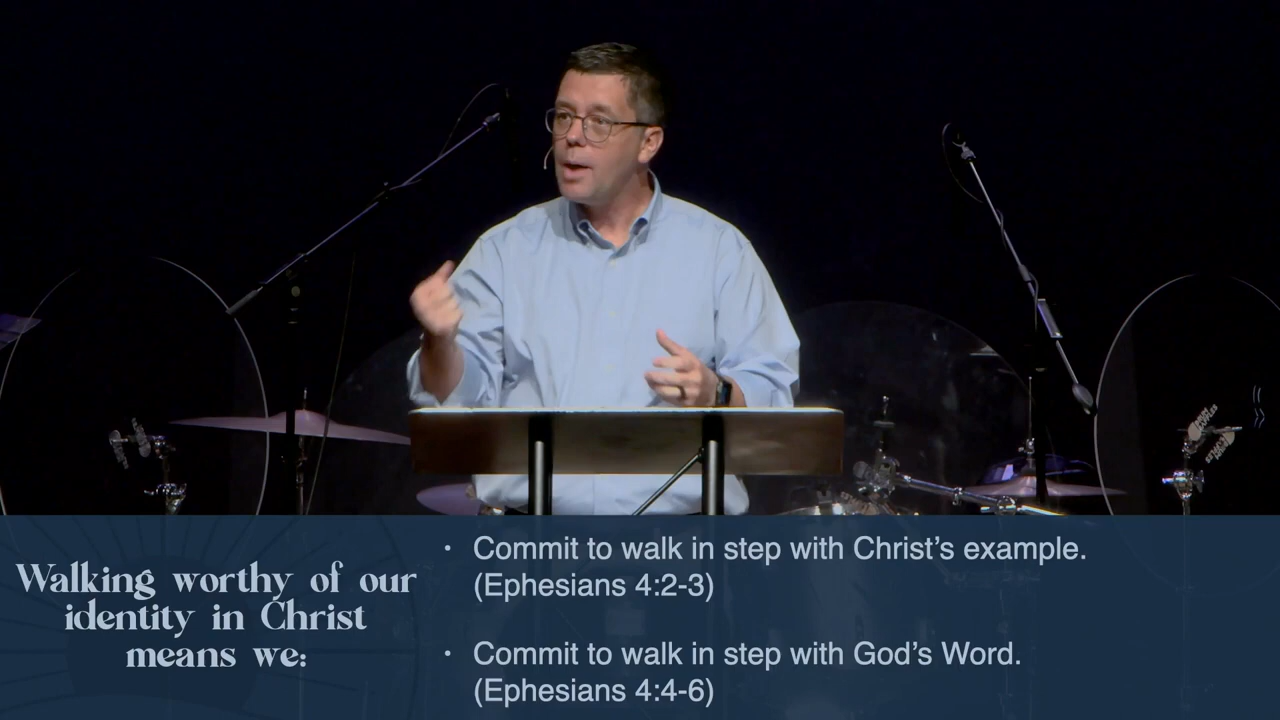 Walking worthy of our
identity in Christ
means we:
• Commit to walk in step with Christ’s example.
(Ephesians 4:2-3)
• Commit to walk in step with God’s Word.
(Ephesians 4:4-6)